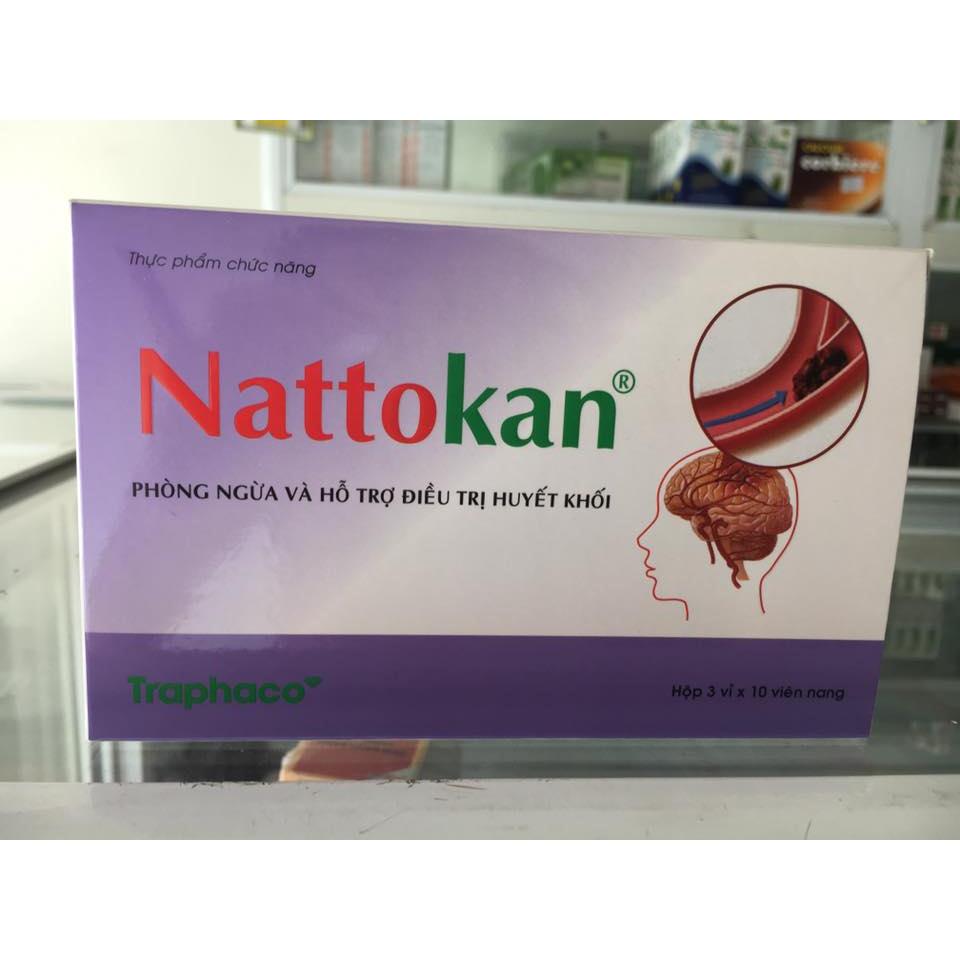 Thực phẩm chức năng
Nattokan®
PHÒNG NGỪA VÀ HỖ TRỢ ĐIỀU TRỊ HUYẾT KHỐI
Traphaco
Hộp 3 vỉ x 10 viên nang